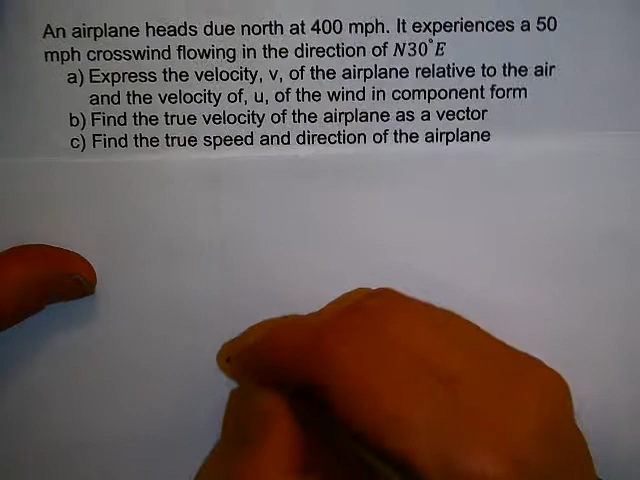 An airplane heads due north at 400 mph. It experiences a 50
mph crosswind flowing in the direction of N30°E
a) Express the velocity, v, of the airplane relative to the air
and the velocity of, u, of the wind in component form
b) Find the true velocity of the airplane as a vector
c) Find the true speed and direction of the airplane